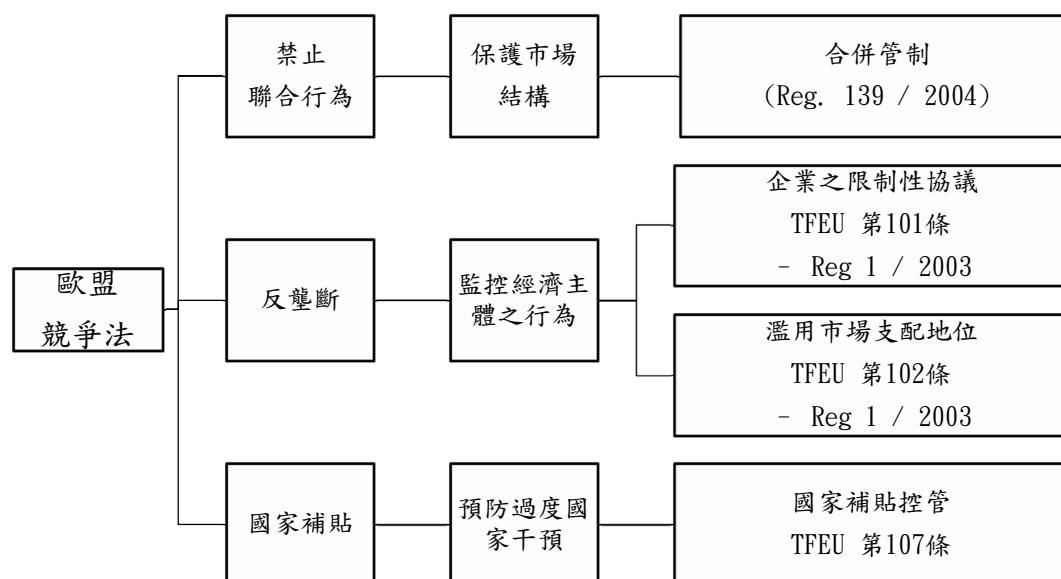 歐盟
競爭法
禁止
聯合行為
保護市場
結構
合併管制
(Reg. 139 / 2004)
反壟斷
監控經濟主
體之行為
企業之限制性協議
TFEU 第101條
- Reg 1 / 2003
濫用市場支配地位
TFEU 第102條
- Reg 1 / 2003
國家補貼
預防過度國
家干預
國家補貼控管
TFEU 第107條